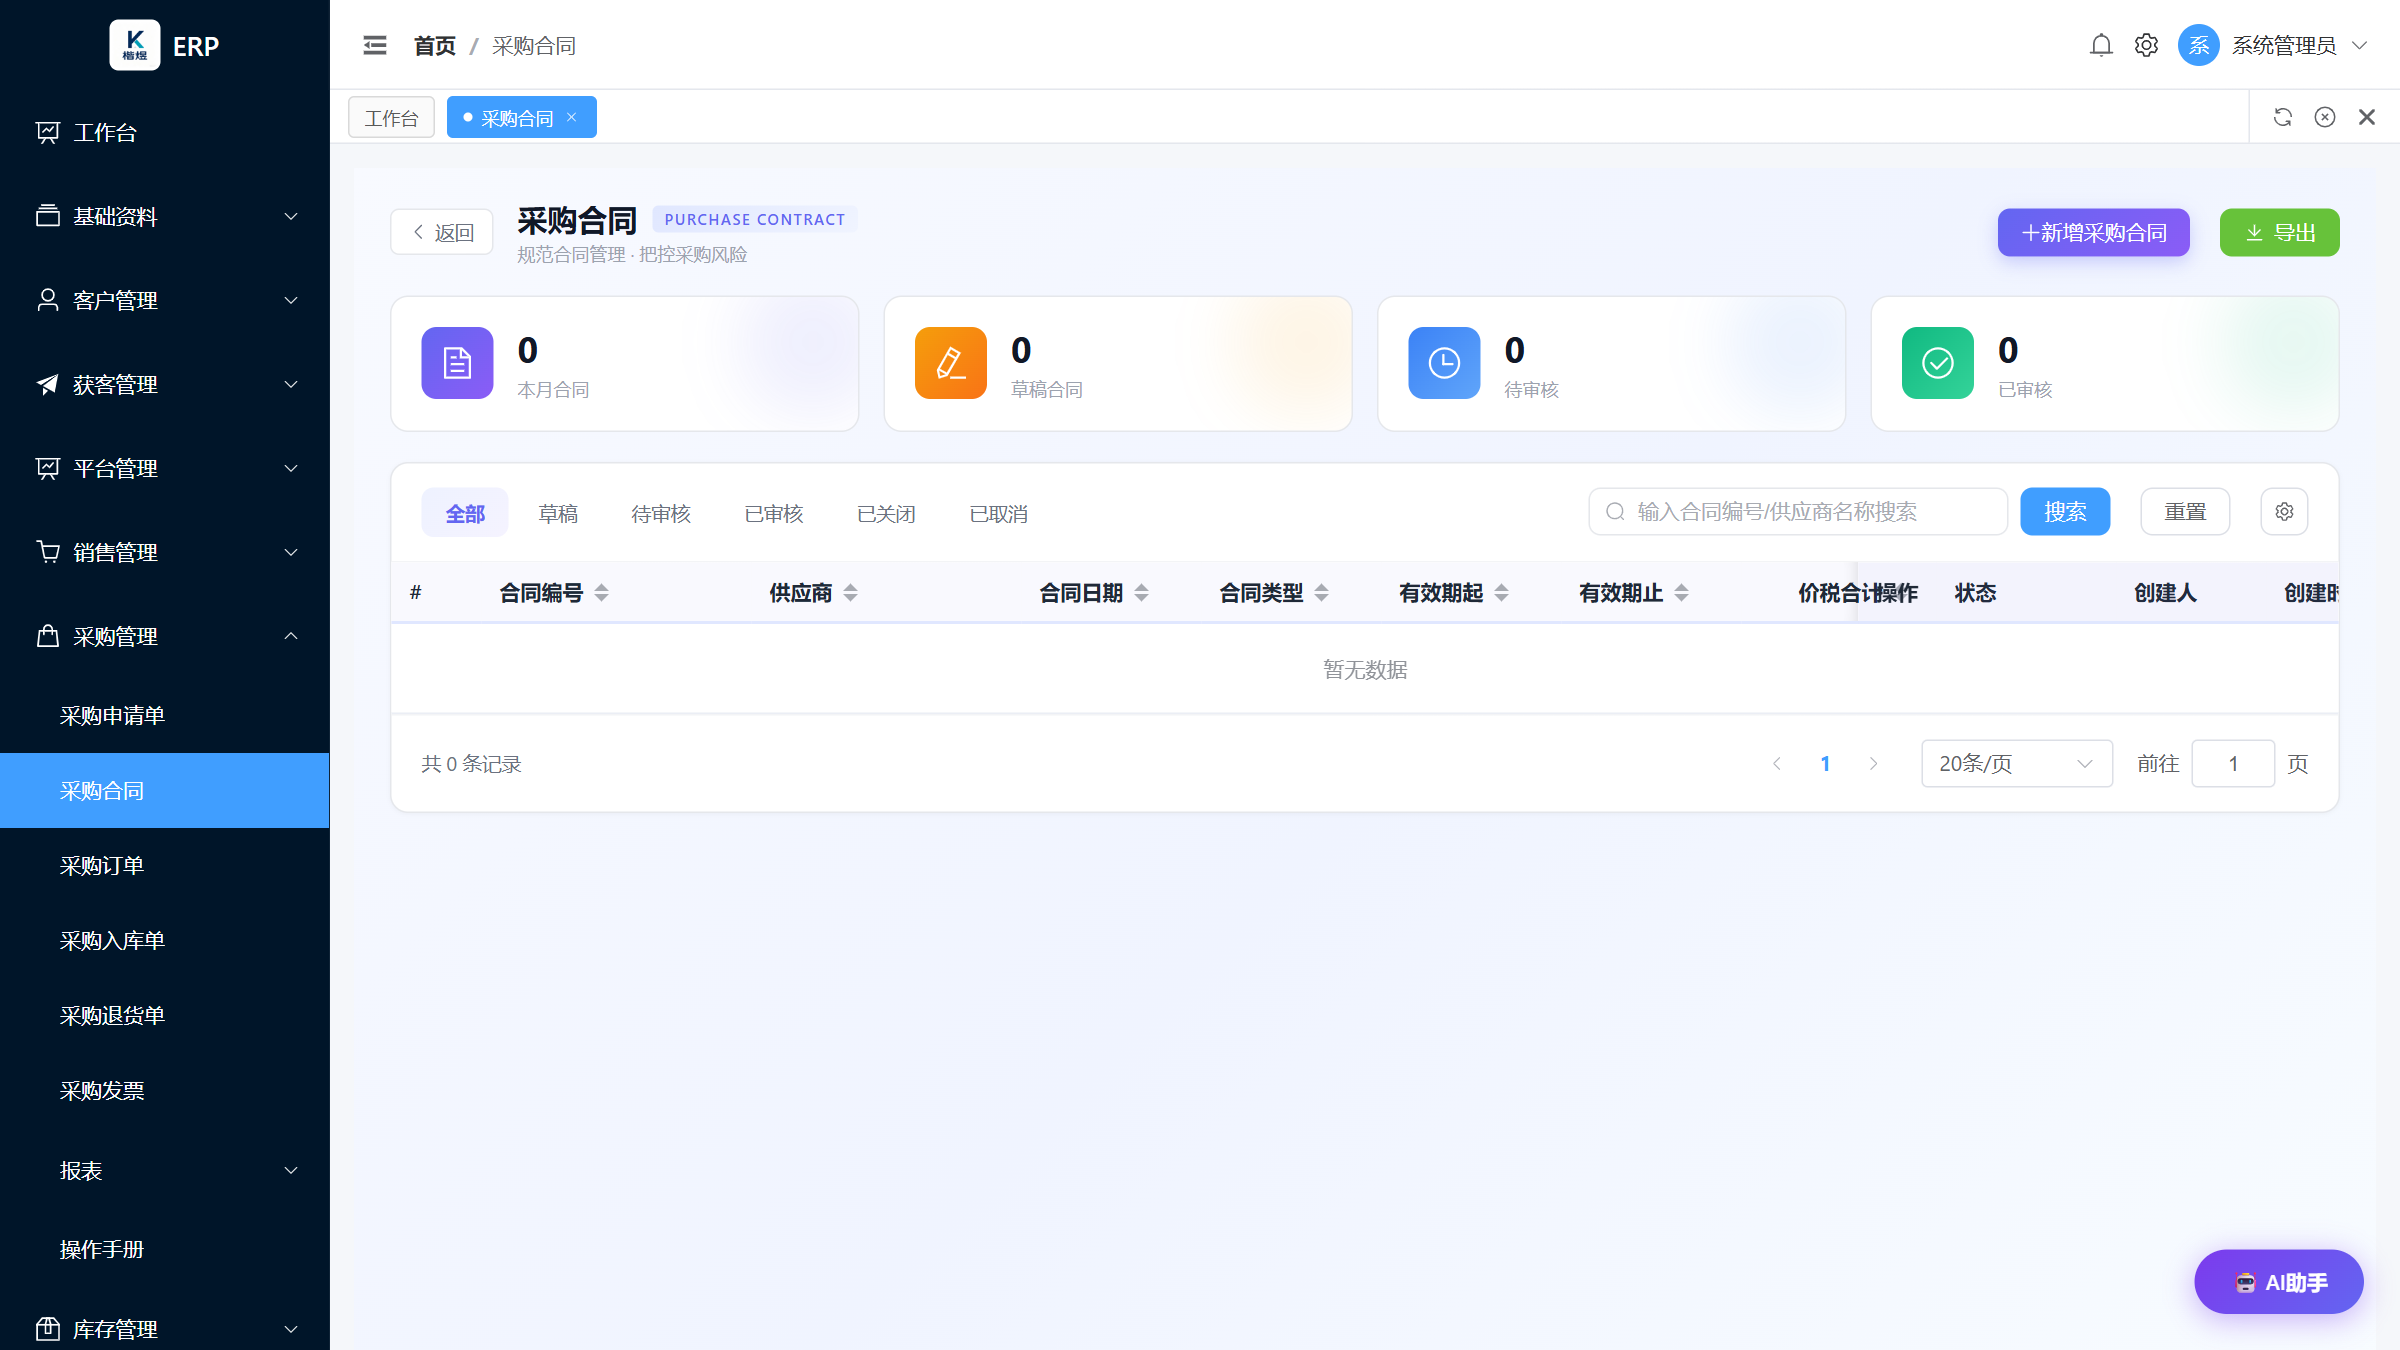 K
楷煜
ERP
工作台
基础资料
客户管理
获客管理
平台管理
销售管理
采购管理
采购申请单
采购合同
采购订单
采购入库单
采购退货单
采购发票
报表
操作手册
库存管理
首页 / 采购合同
系 系统管理员
工作台
采购合同
返回
采购合同 PURCHASE CONTRACT
规范合同管理 · 把控采购风险
新增采购合同
导出
0
本月合同
0
草稿合同
0
待审核
0
已审核
全部 草稿 待审核 已审核 已关闭 已取消
输入合同编号/供应商名称搜索
搜索 重置
# 合同编号 供应商 合同日期 合同类型 有效期起 有效期止 价税合计 操作 状态 创建人 创建时
暂无数据
共 0 条记录
1
20条/页
前往 1 页
AI助手